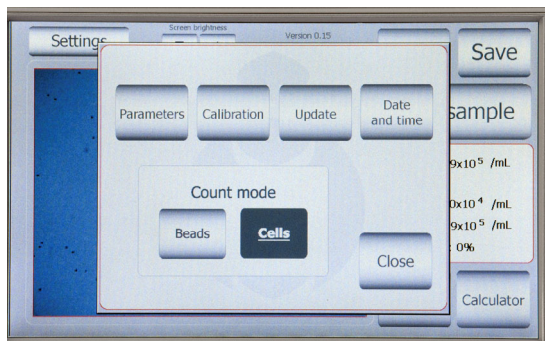 Screen brightness
Settings
Version 0.15
Save
Parameters
Calibration
Update
Date
and time
sample
9x10⁵ /mL
Count mode
0x10⁴ /mL
Beads
Cells
9x10⁵ /mL
: 0%
Close
Calculator